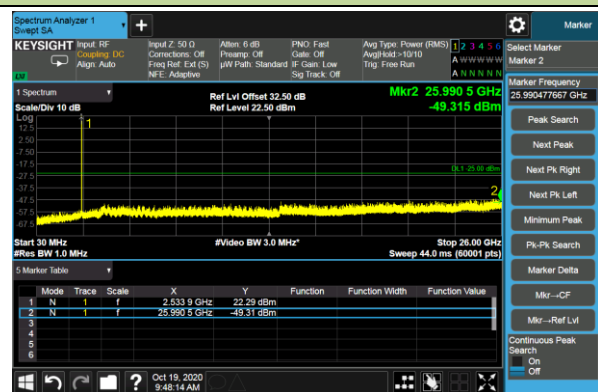 Spectrum Analyzer 1
Swept SA
Marker
KEYSIGHT
Input: RF
Coupling: DC
Align: Auto
Input Z: 50 Ω
Corrections: Off
Freq Ref: Ext (S)
NFE: Adaptive
Atten: 6 dB
Preamp: Off
µW Path: Standard
PNO: Fast
Gate: Off
IF Gain: Low
Sig Track: Off
Avg Type: Power (RMS)
Avg|Hold:>10/10
Trig: Free Run
1 2 3 4 5 6
A W W W W W
A N N N N N
LV
Select Marker
Marker 2
Marker Frequency
25.990477667 GHz
1 Spectrum
Scale/Div 10 dB
Ref Lvl Offset 32.50 dB
Ref Level 22.50 dBm
Mkr2 25.990 5 GHz
-49.315 dBm
Log
12.5
2.50
-7.50
-17.5
-27.5
-37.5
-47.5
-57.5
-67.5
1
DL1 -25.00 dBm
2
Start 30 MHz
#Res BW 1.0 MHz
#Video BW 3.0 MHz*
Stop 26.00 GHz
Sweep 44.0 ms (60001 pts)
Peak Search
Next Peak
Next Pk Right
Next Pk Left
Minimum Peak
Pk-Pk Search
Marker Delta
Mkr→CF
Mkr→Ref Lvl
Continuous Peak
Search
On
Off
5 Marker Table
Mode Trace Scale X Y Function Function Width Function Value
1 N 1 f 2.533 9 GHz 22.29 dBm
2 N 1 f 25.990 5 GHz -49.31 dBm
3
4
5
6
?
Oct 19, 2020
9:48:14 AM